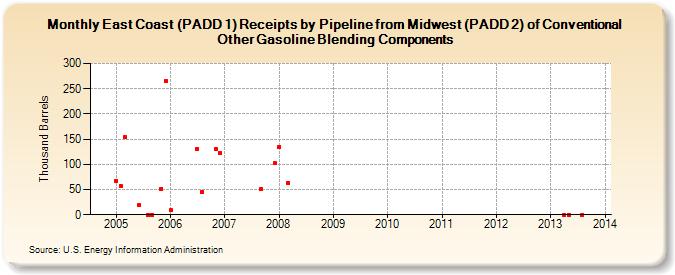 Monthly East Coast (PADD 1) Receipts by Pipeline from Midwest (PADD 2) of Conventional
Other Gasoline Blending Components
Thousand Barrels
300
250
200
150
100
50
0
2005 2006 2007 2008 2009 2010 2011 2012 2013 2014
Source: U.S. Energy Information Administration